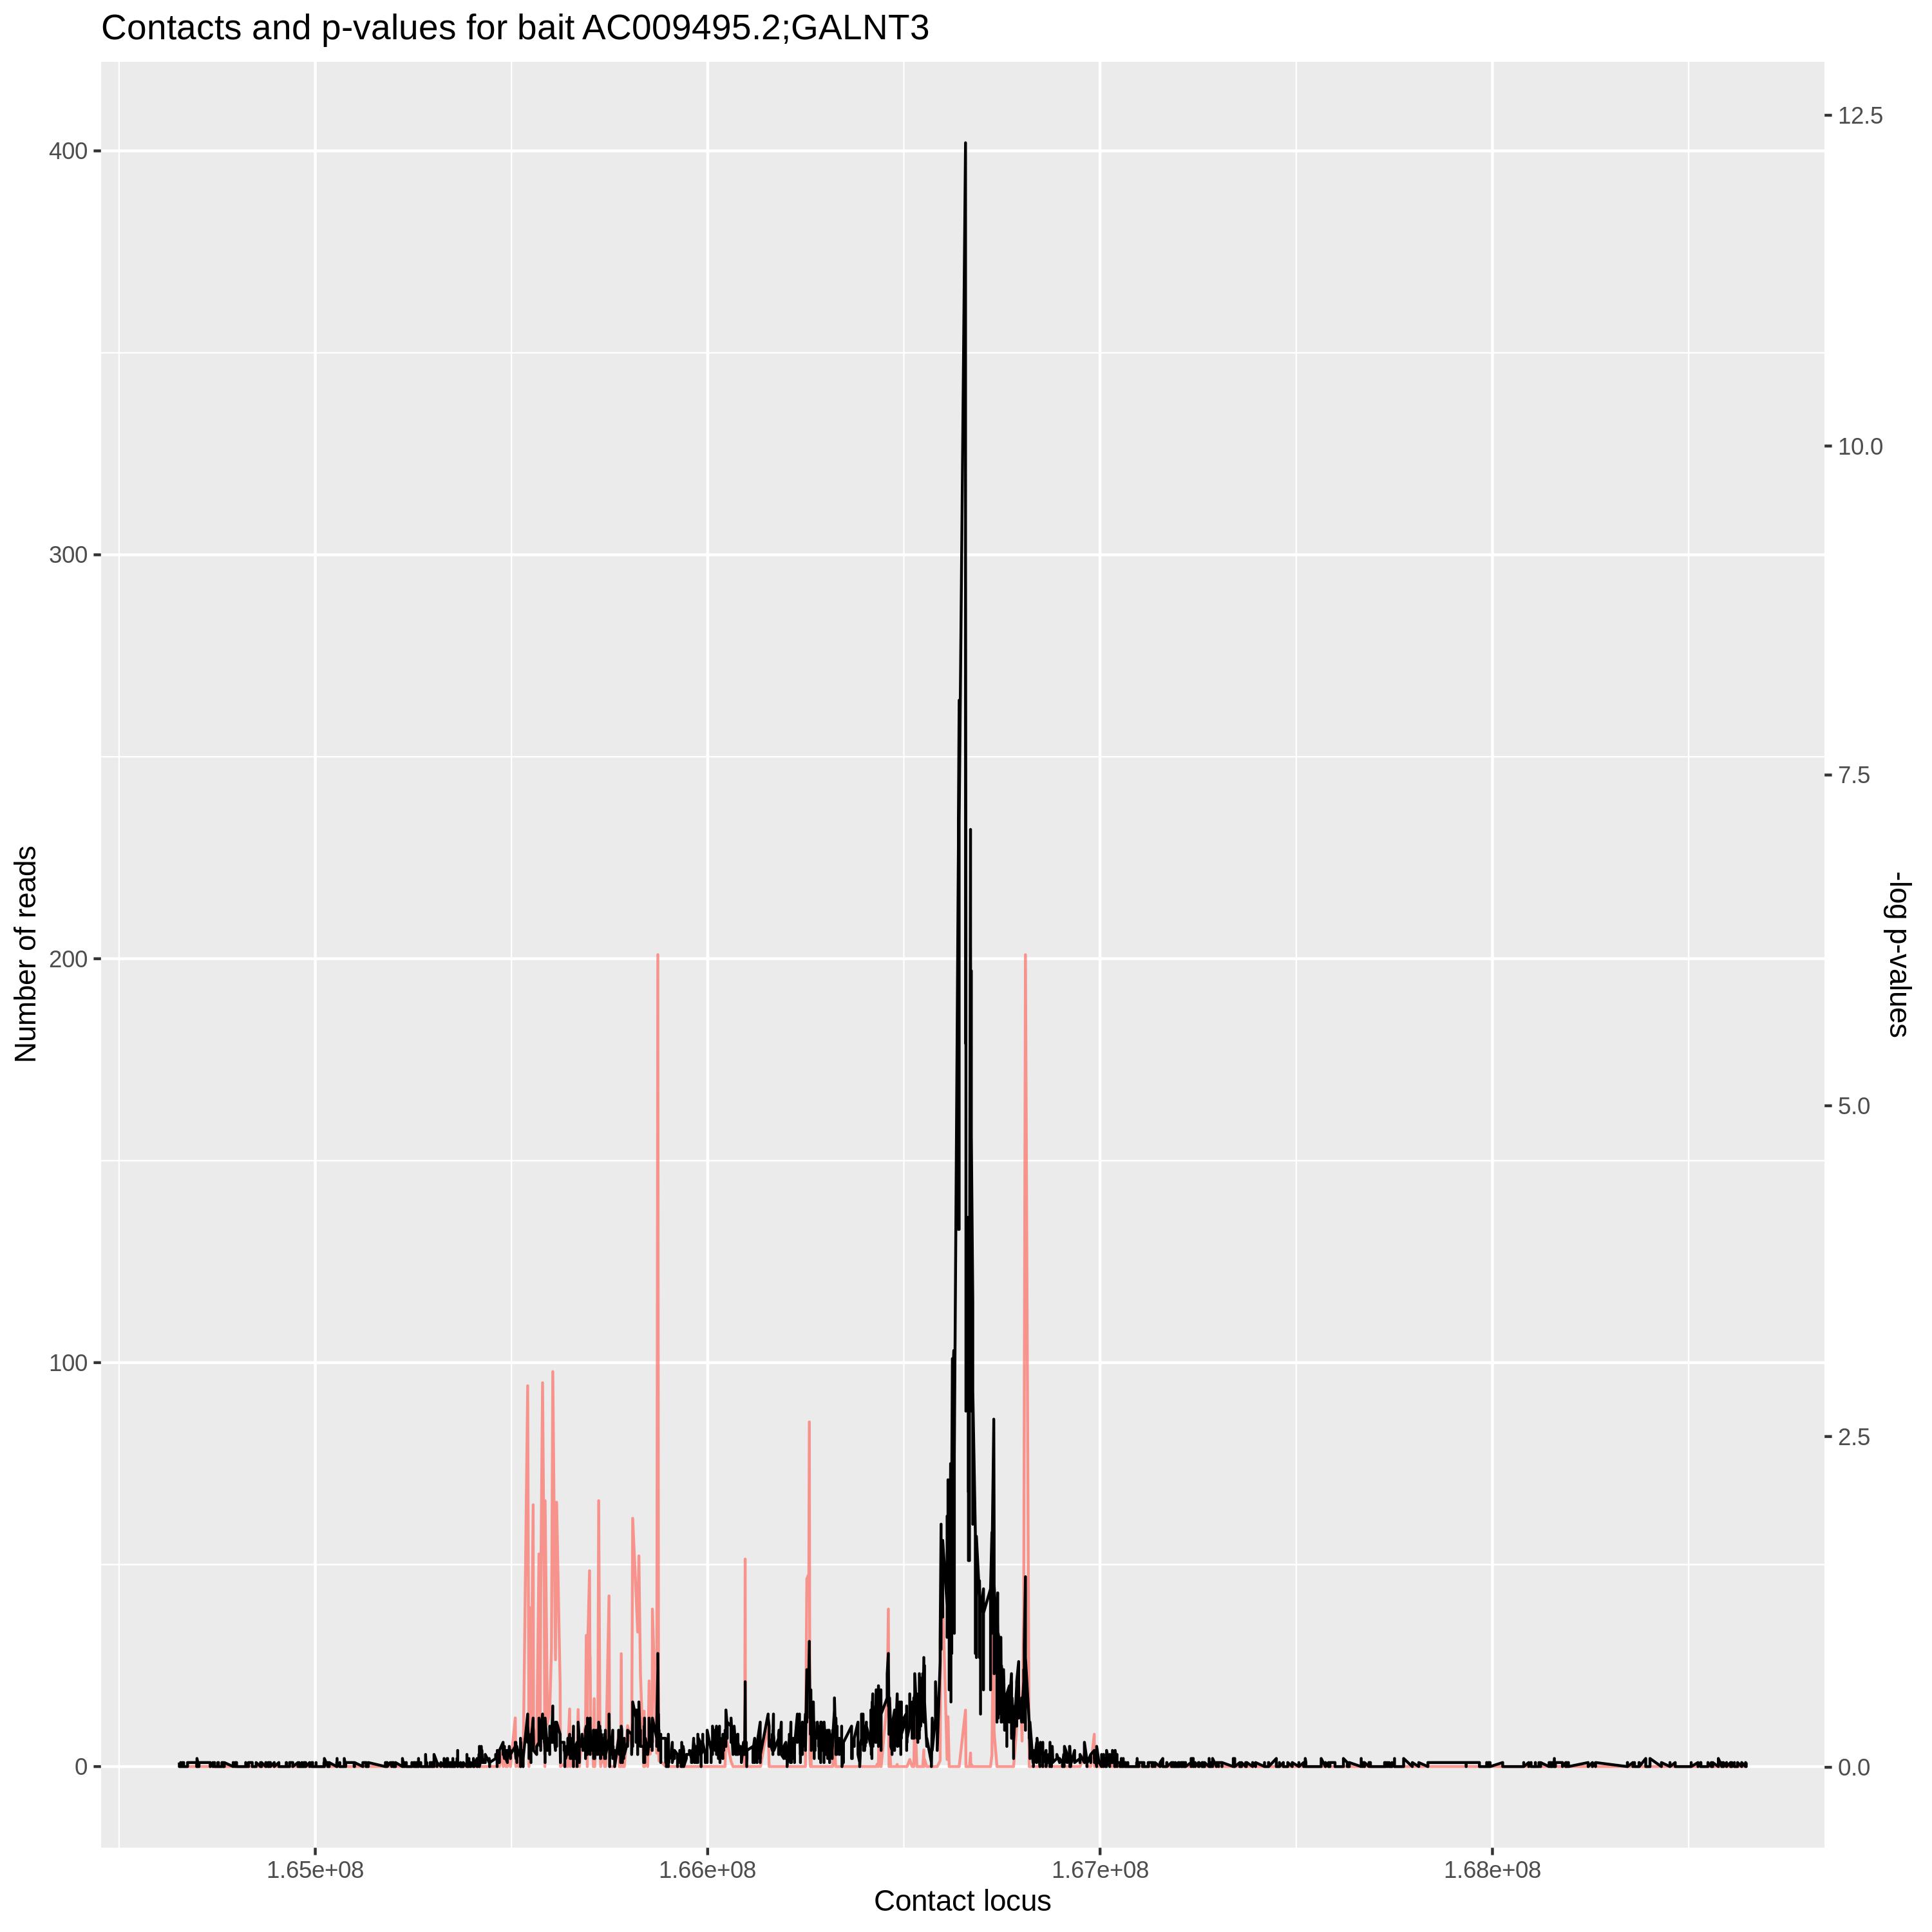 Contacts and p-values for bait AC009495.2;GALNT3
400
300
200
100
0
Number of reads
12.5
10.0
7.5
5.0
2.5
0.0
-log p-values
1.65e+08
1.66e+08
1.67e+08
1.68e+08
Contact locus